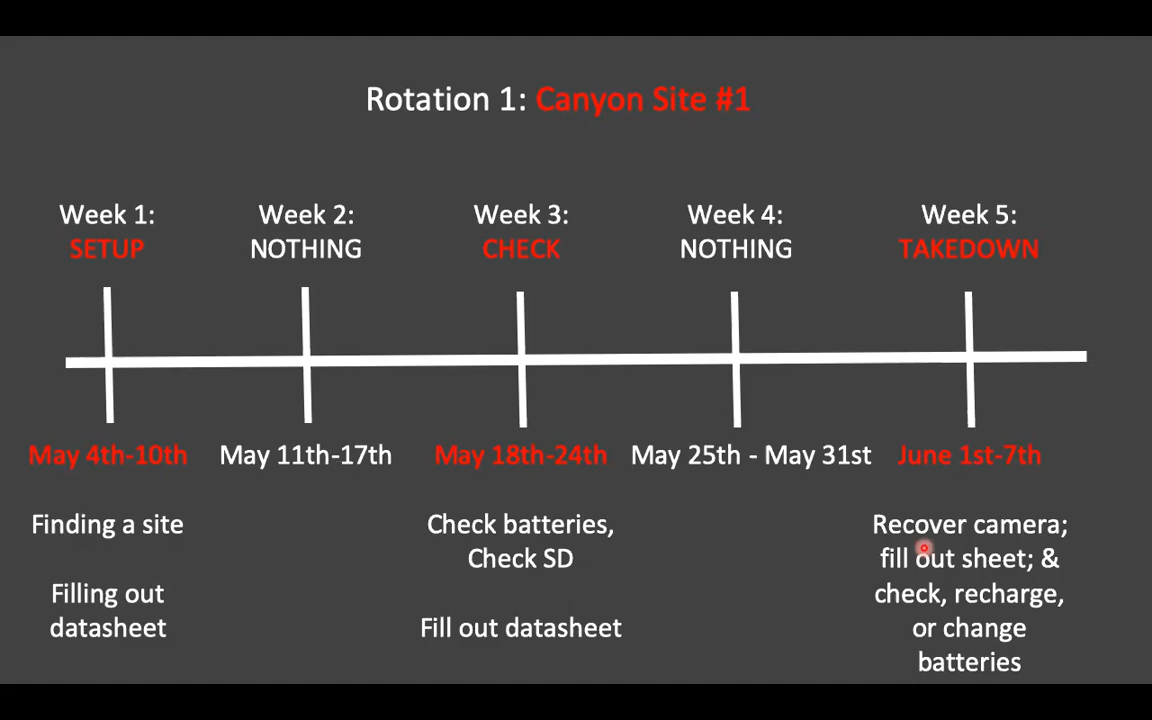 Rotation 1: Canyon Site #1
Week 1:
SETUP
Week 2:
NOTHING
Week 3:
CHECK
Week 4:
NOTHING
Week 5:
TAKEDOWN
May 4th-10th
May 11th-17th
May 18th-24th
May 25th - May 31st
June 1st-7th
Finding a site
Filling out
datasheet
Check batteries,
Check SD
Fill out datasheet
Recover camera;
fill out sheet; &
check, recharge,
or change
batteries